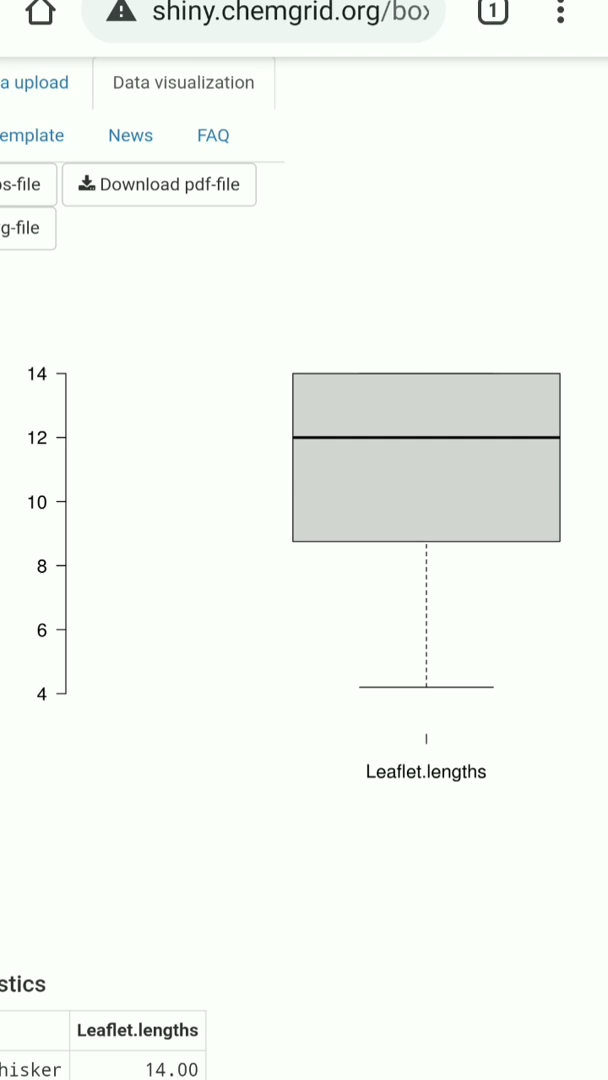 shiny.chemgrid.org/box
1
a upload
Data visualization
emplate
News
FAQ
s-file
Download pdf-file
g-file
14
12
10
8
6
4
Leaflet.lengths
stics
Leaflet.lengths
hisker
14.00